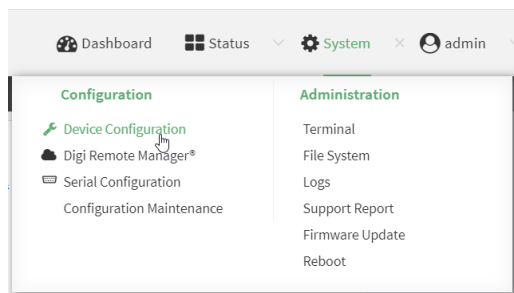 Dashboard Status System admin
Configuration
Device Configuration
Digi Remote Manager®
Serial Configuration
Configuration Maintenance
Administration
Terminal
File System
Logs
Support Report
Firmware Update
Reboot